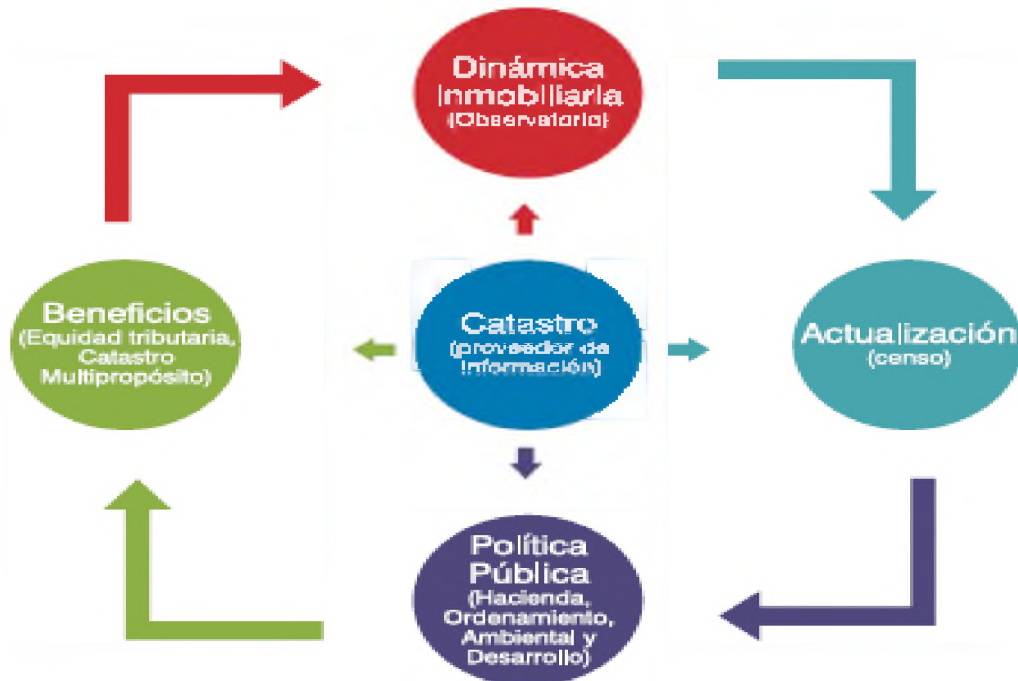 Dinámica
Inmobiliaria
(Observatorio)
Beneficios
(Equidad tributaria,
Catastro
Multipropósito)
Catastro
(proveedor de
Información)
Actualización
(censo)
Política
Pública
(Hacienda,
Ordenamiento,
Ambiental y
Desarrollo)